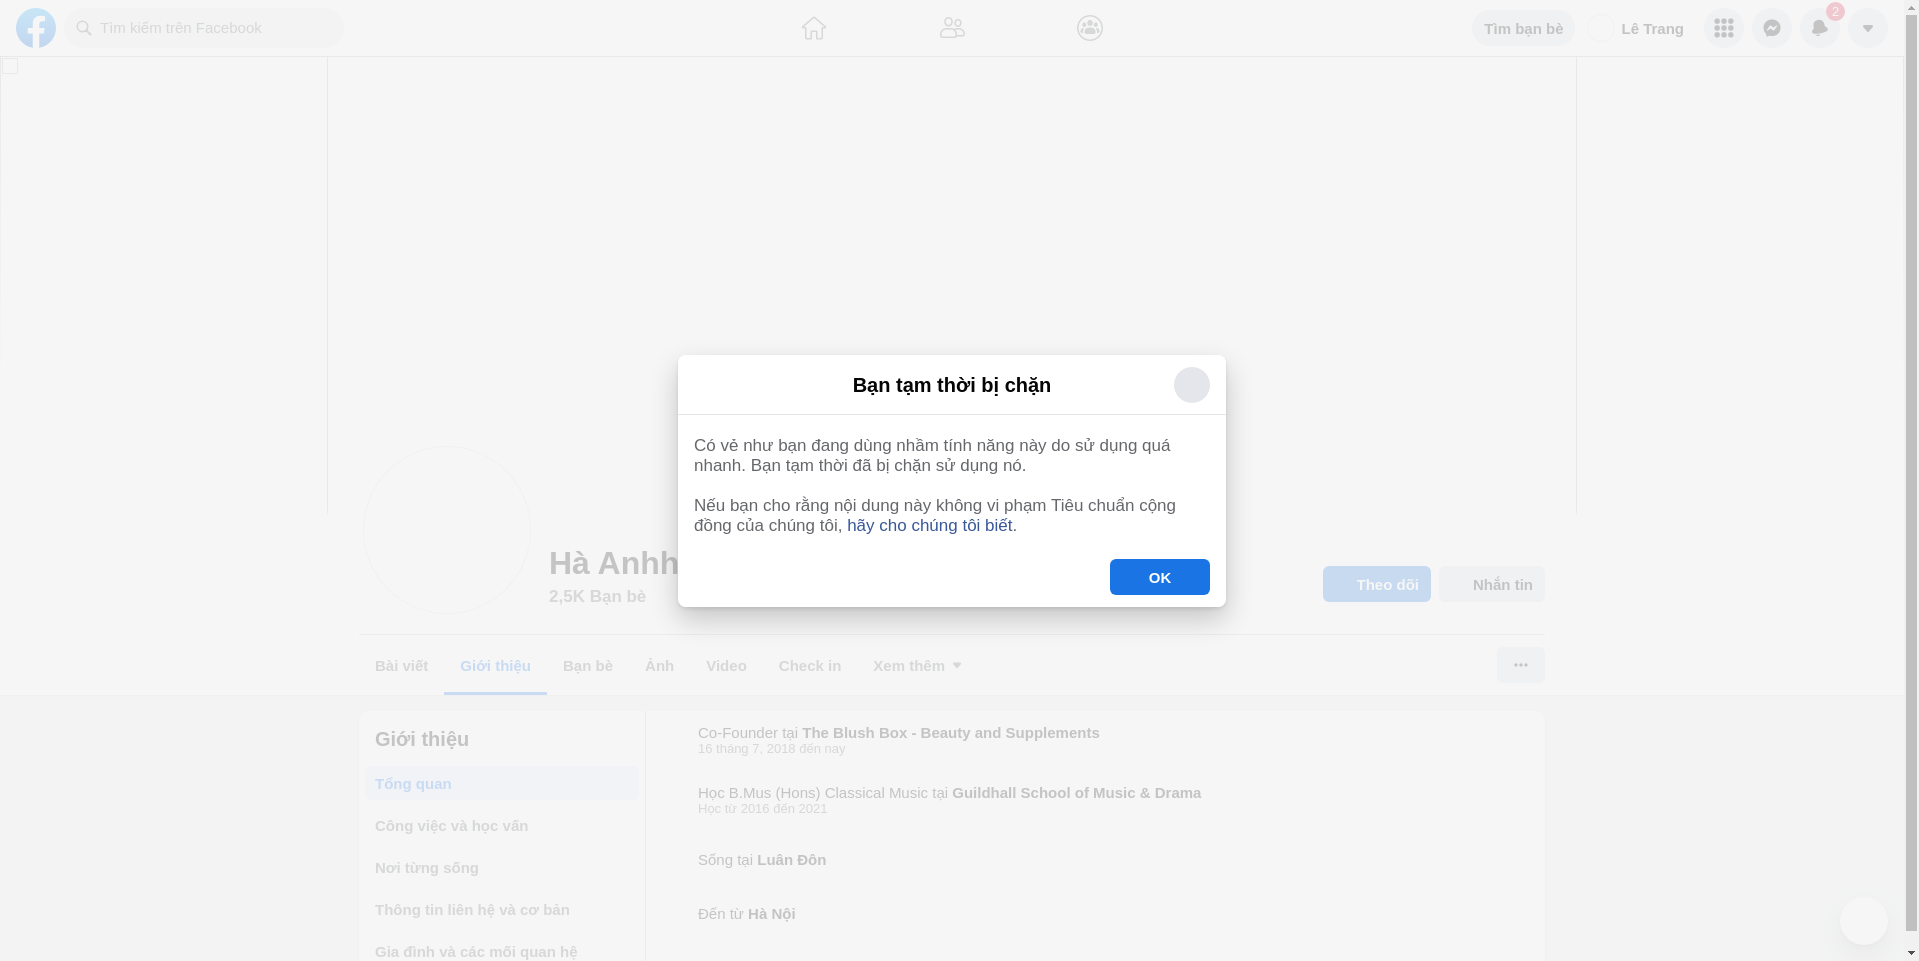 Tìm kiếm trên Facebook
Tìm bạn bè
Lê Trang
2
Bạn tạm thời bị chặn
Có vẻ như bạn đang dùng nhầm tính năng này do sử dụng quá
nhanh. Bạn tạm thời đã bị chặn sử dụng nó.
Nếu bạn cho rằng nội dung này không vi phạm Tiêu chuẩn cộng
đồng của chúng tôi, hãy cho chúng tôi biết.
OK
Hà Anhh
2,5K Bạn bè
Theo dõi
Nhắn tin
Bài viết
Giới thiệu
Bạn bè
Ảnh
Video
Check in
Xem thêm
Giới thiệu
Tổng quan
Công việc và học vấn
Nơi từng sống
Thông tin liên hệ và cơ bản
Gia đình và các mối quan hệ
Co-Founder tại The Blush Box - Beauty and Supplements
16 tháng 7, 2018 đến nay
Học B.Mus (Hons) Classical Music tại Guildhall School of Music & Drama
Học từ 2016 đến 2021
Sống tại Luân Đôn
Đến từ Hà Nội